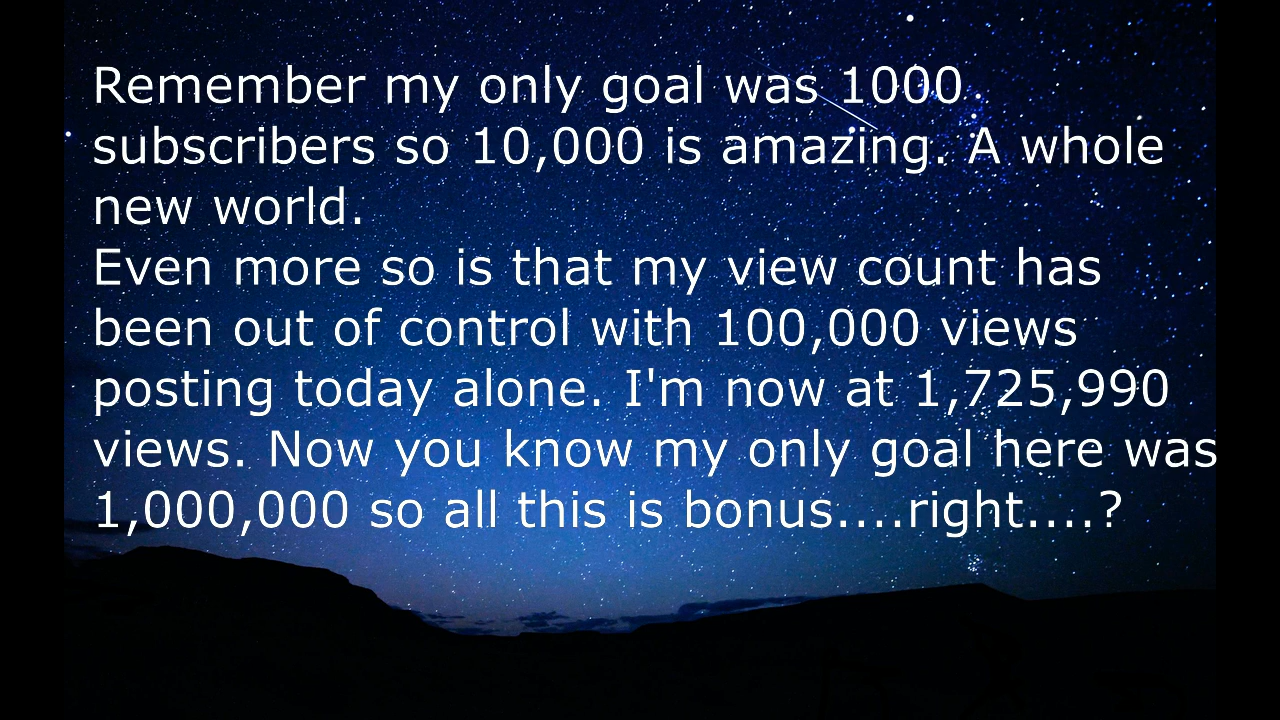 Remember my only goal was 1000
subscribers so 10,000 is amazing. A whole
new world.
Even more so is that my view count has
been out of control with 100,000 views
posting today alone. I'm now at 1,725,990
views. Now you know my only goal here was
1,000,000 so all this is bonus....right....?